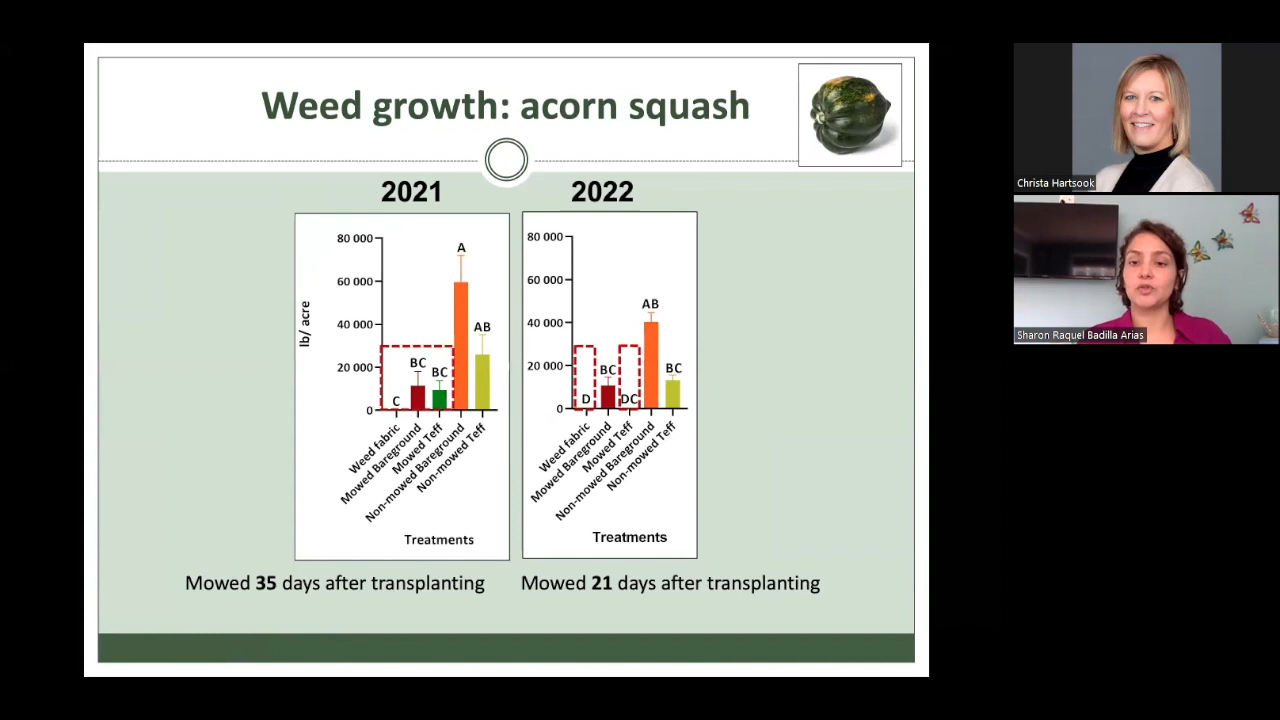 Weed growth: acorn squash
2021
80 000
60 000
40 000
20 000
0
lb/ acre
C
BC
BC
A
AB
Weed fabric
Mowed Bareground
Mowed Teff
Non-mowed Bareground
Non-mowed Teff
Treatments
Mowed 35 days after transplanting
2022
80 000
60 000
40 000
20 000
0
D
BC
DC
AB
BC
Weed fabric
Mowed Bareground
Mowed Teff
Non-mowed Bareground
Non-mowed Teff
Treatments
Mowed 21 days after transplanting
Christa Hartsook
Sharon Raquel Badilla Arias